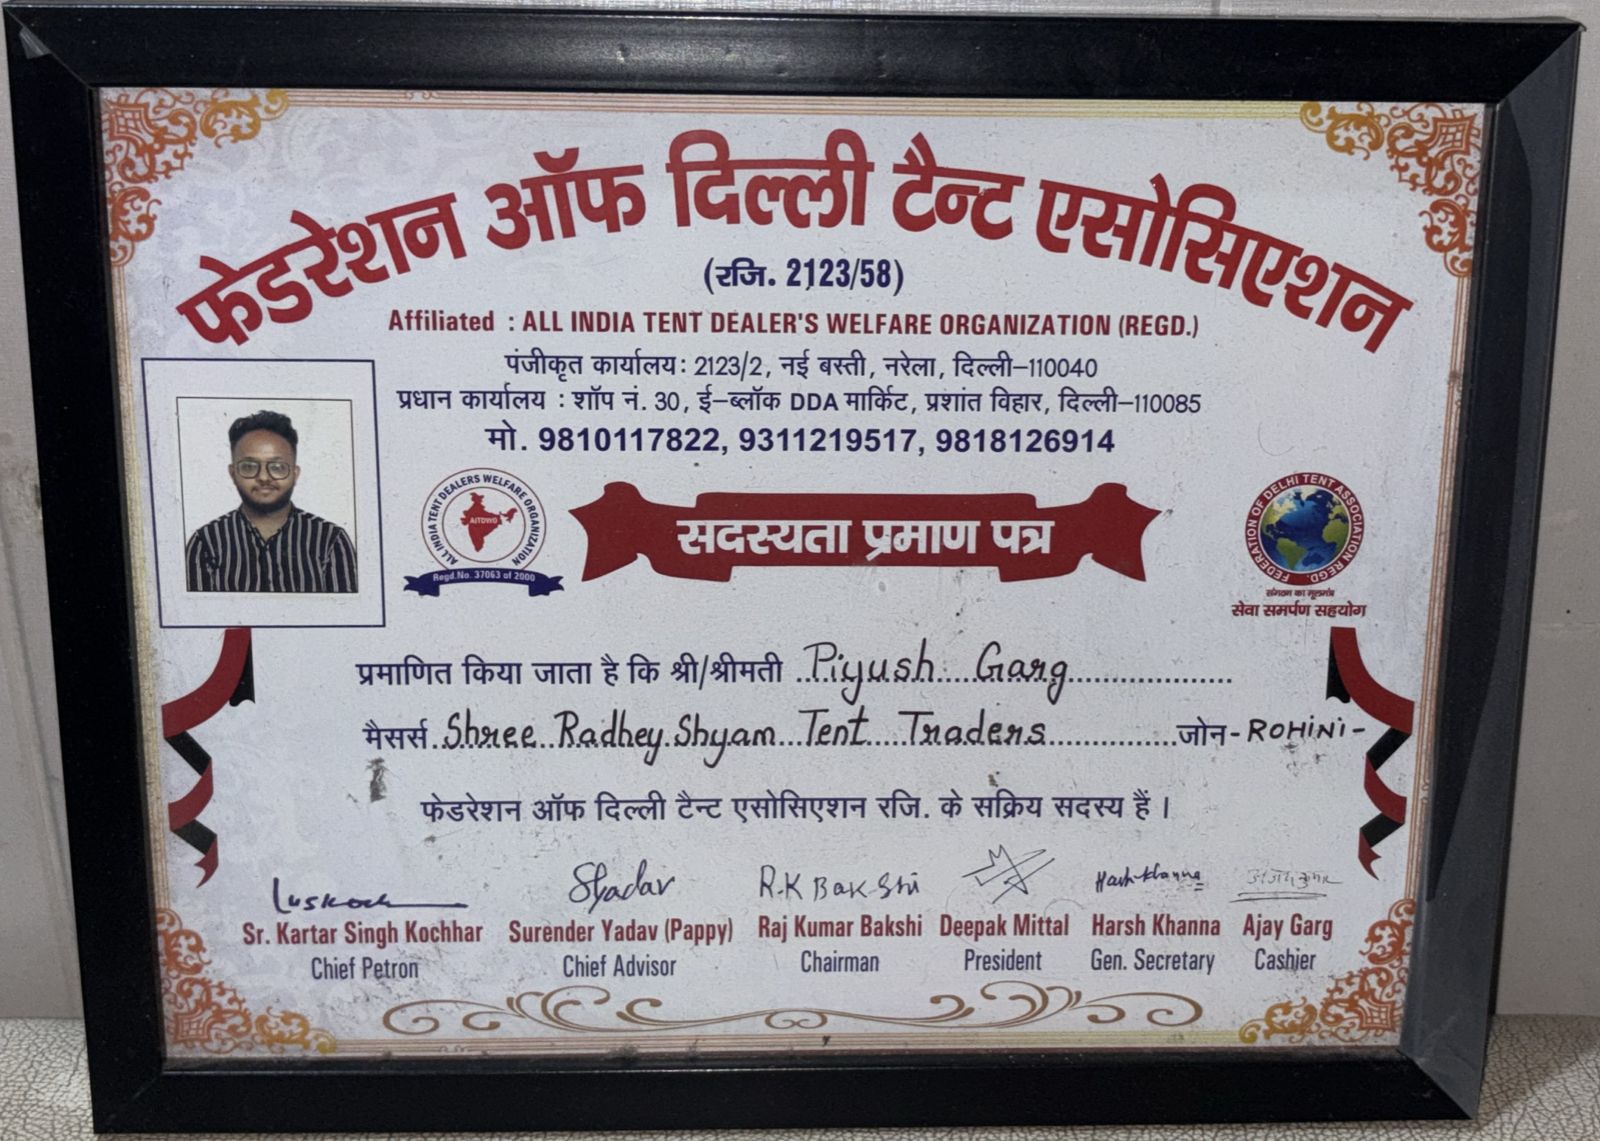 फेडरेशन ऑफ दिल्ली टैन्ट एसोसिएशन
(रजि. 2123/58)
Affiliated : ALL INDIA TENT DEALER'S WELFARE ORGANIZATION (REGD.)
पंजीकृत कार्यालय: 2123/2, नई बस्ती, नरेला, दिल्ली-110040
प्रधान कार्यालय : शॉप नं. 30, ई-ब्लॉक DDA मार्किट, प्रशांत विहार, दिल्ली-110085
मो. 9810117822, 9311219517, 9818126914
ALL INDIA TENT DEALERS WELFARE ORGANIZATION
AITDWO
Regd.No. 37063 of 2000
सदस्यता प्रमाण पत्र
FEDERATION OF DELHI TENT ASSOCIATION REGD.
संगठन का मूलमंत्र
सेवा समर्पण सहयोग
प्रमाणित किया जाता है कि श्री/श्रीमती Piyush Garg
मैसर्स Shree Radhey Shyam Tent Traders जोन-ROHiNi-
फेडरेशन ऑफ दिल्ली टैन्ट एसोसिएशन रजि. के सक्रिय सदस्य हैं ।
Syadav R.K Bakshi Harsh Khanna
Sr. Kartar Singh Kochhar Surender Yadav (Pappy) Raj Kumar Bakshi Deepak Mittal Harsh Khanna Ajay Garg
Chief Petron Chief Advisor Chairman President Gen. Secretary Cashier